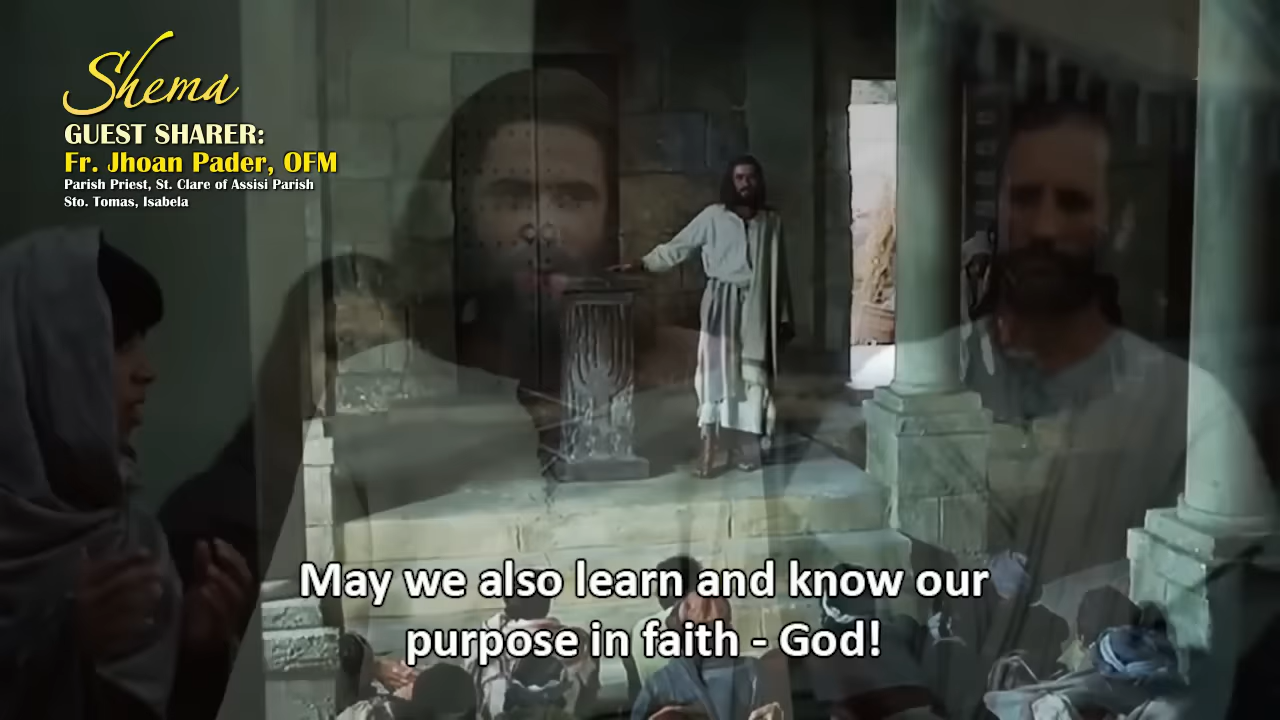 Shema
GUEST SHARER:
Fr. Jhoan Pader, OFM
Parish Priest, St. Clare of Assisi Parish
Sto. Tomas, Isabela
May we also learn and know our
purpose in faith - God!